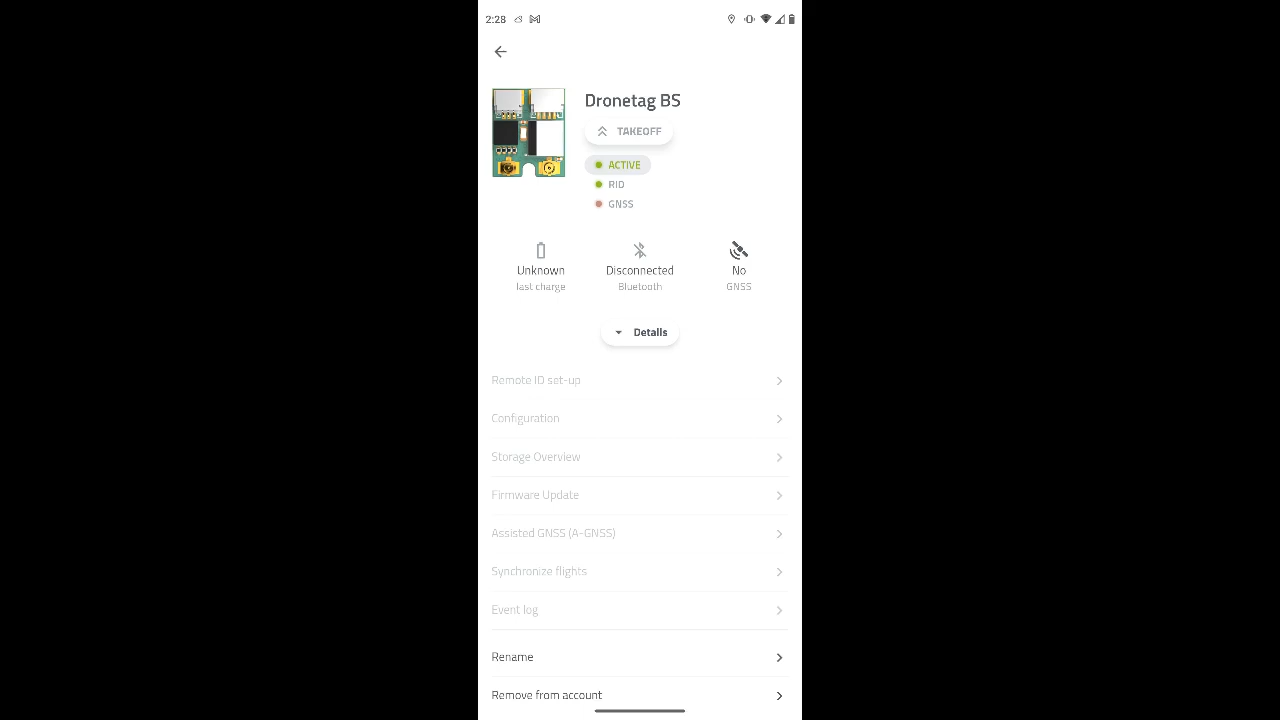 2:28
Dronetag BS
TAKEOFF
ACTIVE
RID
GNSS
Unknown
last charge
Disconnected
Bluetooth
No
GNSS
Details
Remote ID set-up
Configuration
Storage Overview
Firmware Update
Assisted GNSS (A-GNSS)
Synchronize flights
Event log
Rename
Remove from account